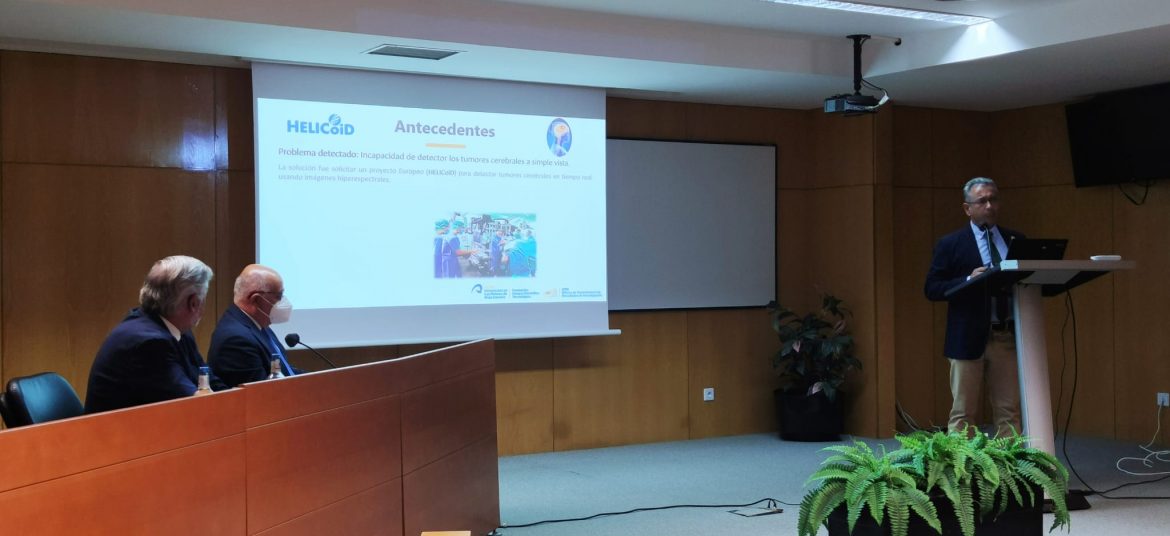 HELICoiD
Antecedentes
Problema detectado: Incapacidad de detector los tumores cerebrales a simple vista.
La solución fue solicitar un proyecto Europeo (HELICoiD) para detectar tumores cerebrales en tiempo real
usando imágenes hiperespectrales.